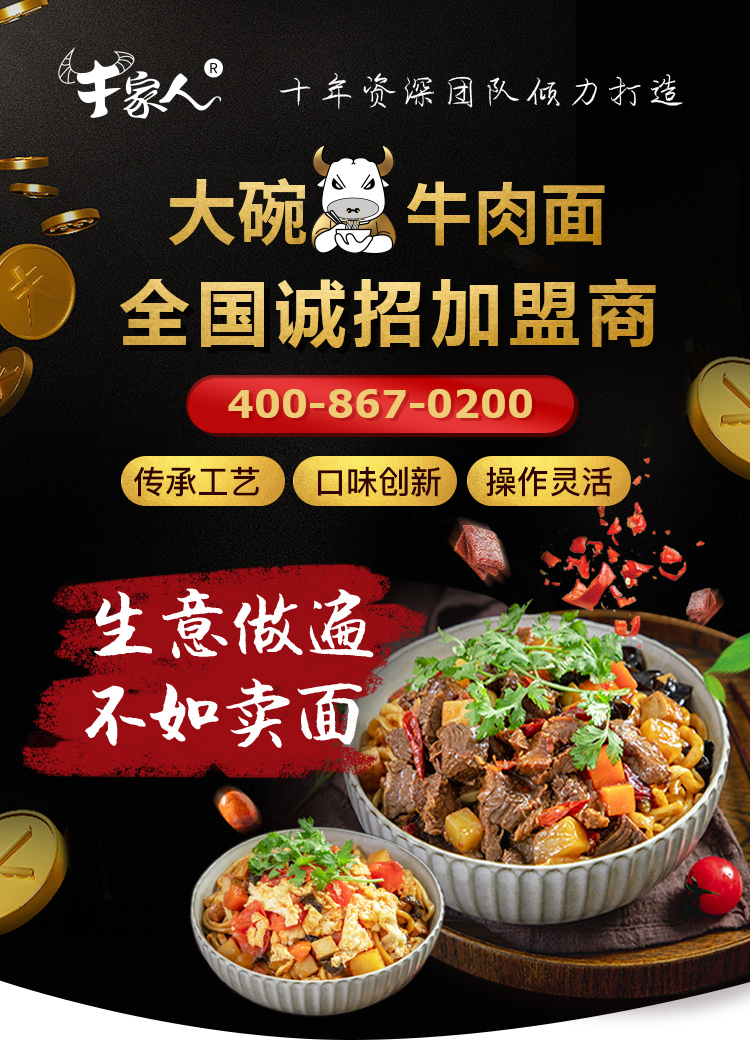 牛家人®
十年资深团队倾力打造
大碗牛肉面
全国诚招加盟商
400-867-0200
传承工艺 口味创新 操作灵活
生意做遍
不如卖面